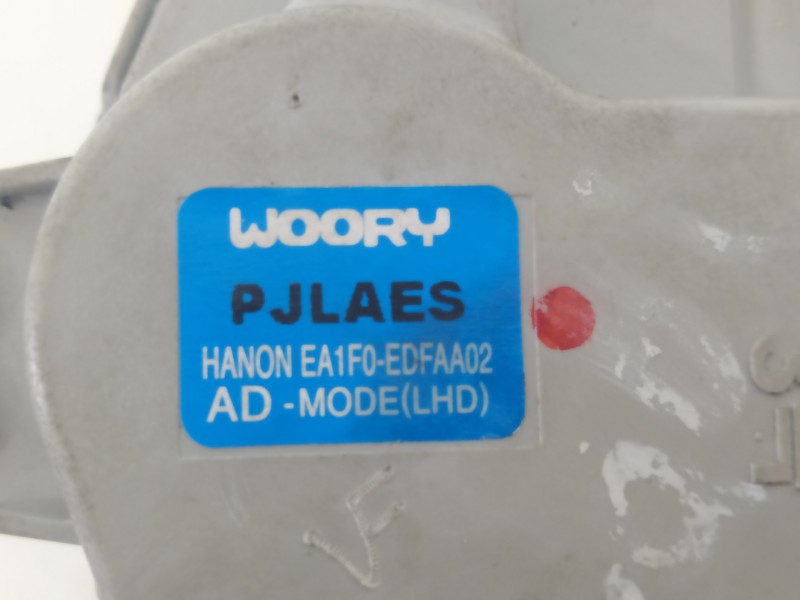 WOORY
PJLAES
HANON EA1F0-EDFAA02
AD -MODE(LHD)